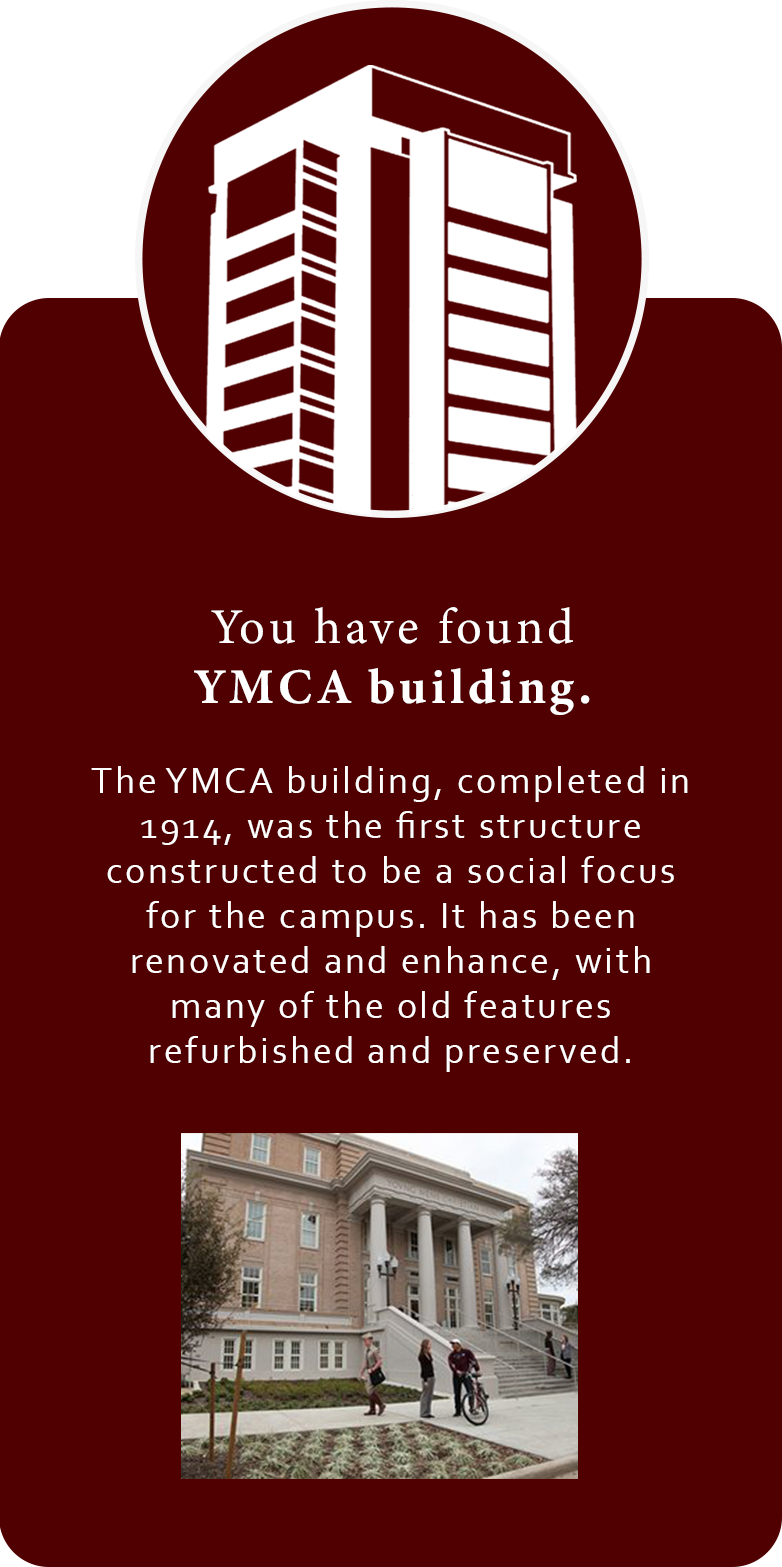 You have found
YMCA building.
The YMCA building, completed in
1914, was the first structure
constructed to be a social focus
for the campus. It has been
renovated and enhance, with
many of the old features
refurbished and preserved.